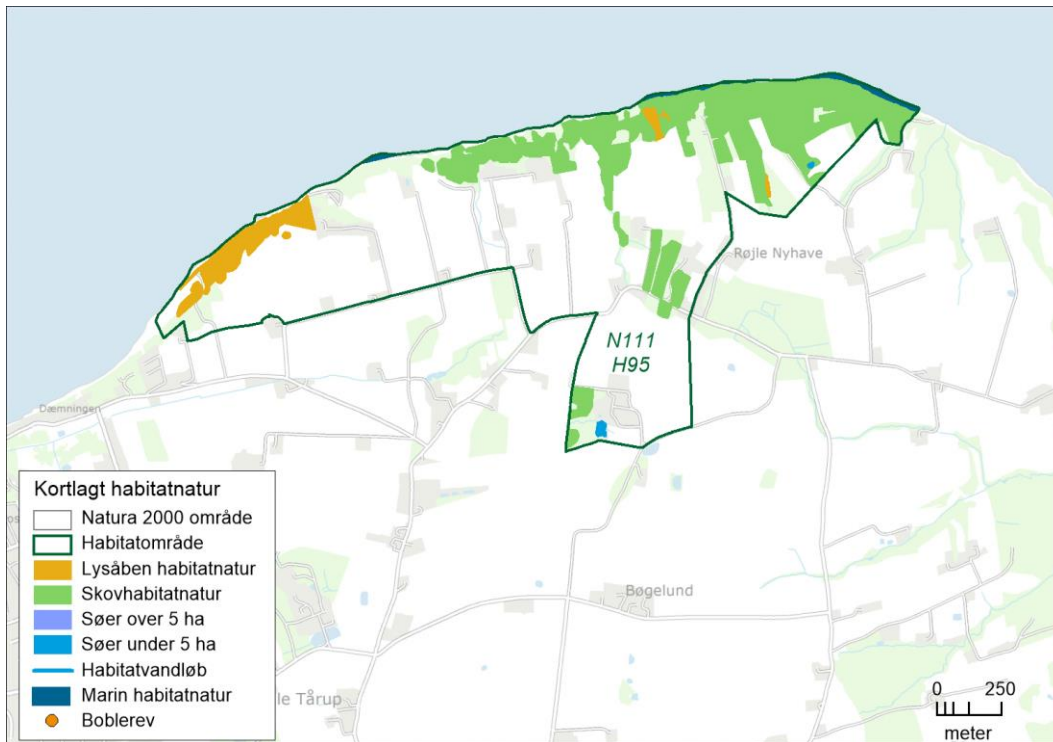 Røjle Nyhave
N111
H95
Dæmningen
Kortlagt habitatnatur
Natura 2000 område
Habitatområde
Lysåben habitatnatur
Skovhabitatnatur
Søer over 5 ha
Søer under 5 ha
Habitatvandløb
Marin habitatnatur
Boblerev
Bøgelund
le Tårup
0 250
meter